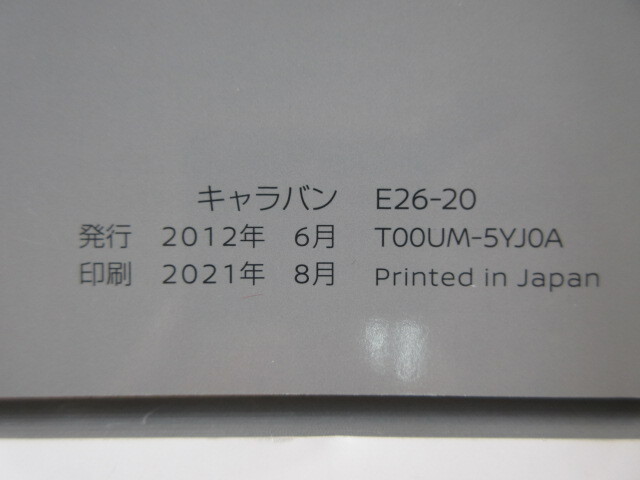 キャラバン E26-20
発行 2012年 6月 T00UM-5YJ0A
印刷 2021年 8月 Printed in Japan